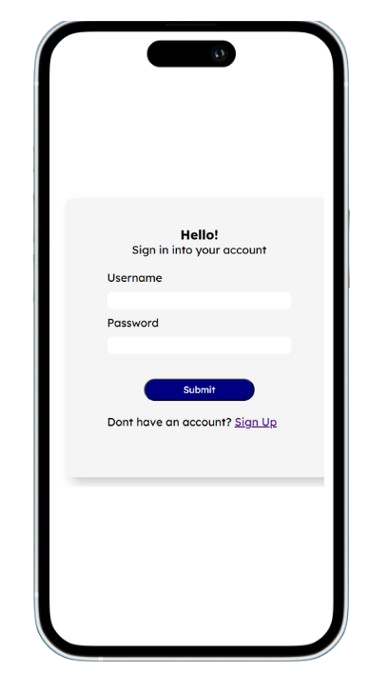 Hello!
Sign in into your account
Username
Password
Submit
Dont have an account? Sign Up